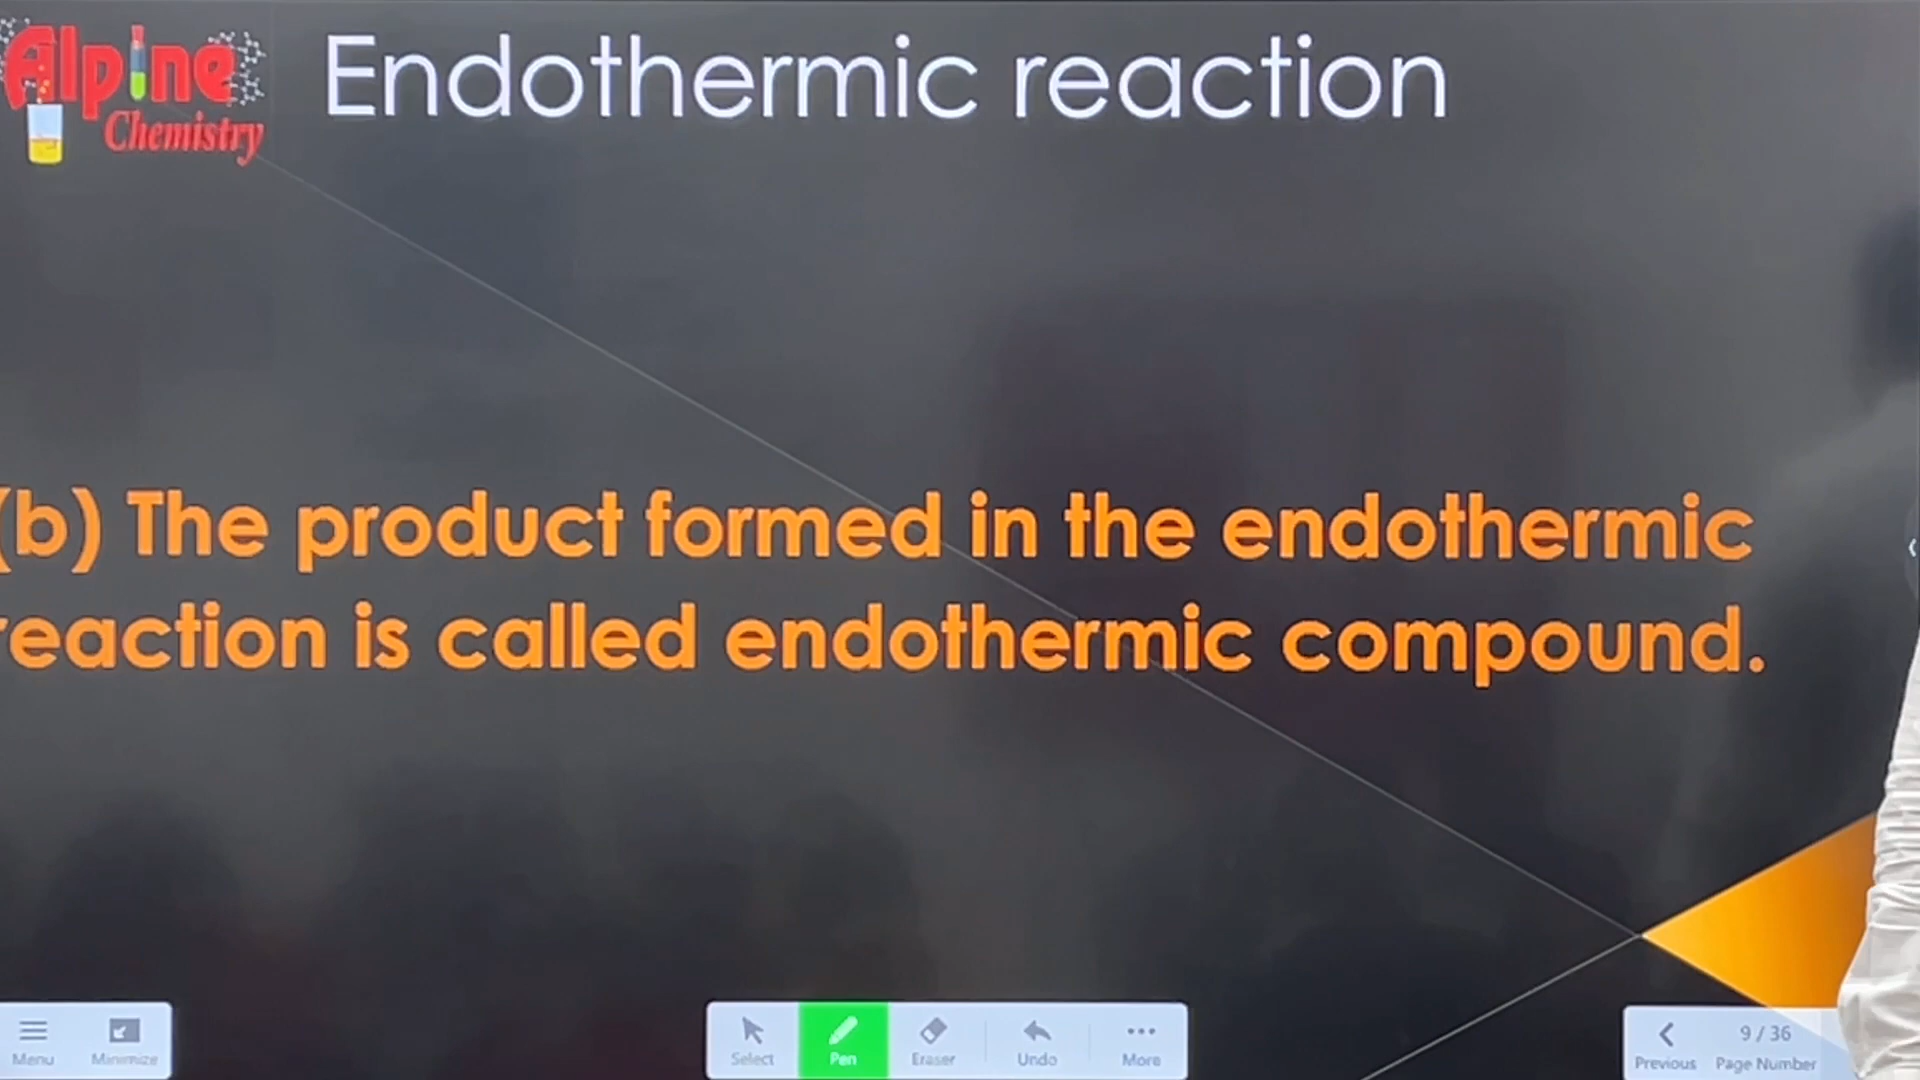 Alpine
Chemistry
Endothermic reaction
(b) The product formed in the endothermic
reaction is called endothermic compound.
Menu
Minimize
Select
Pen
Eraser
Undo
More
Previous
9 / 36
Page Number